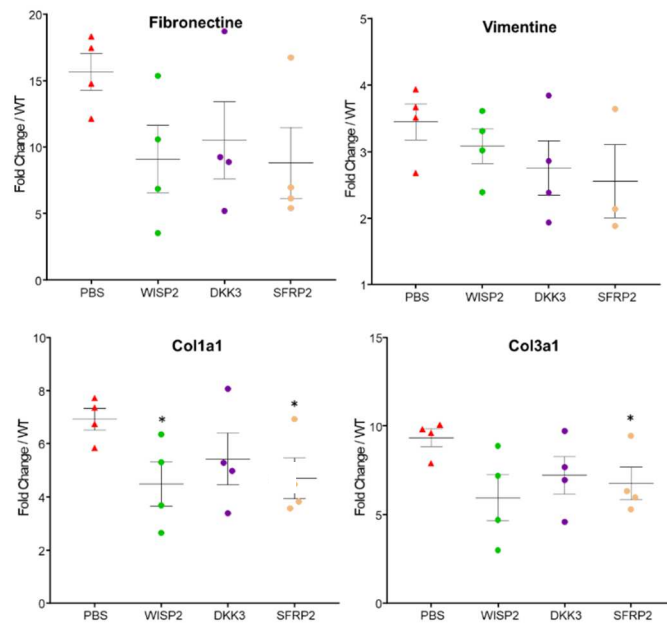 Fibronectine
Fold Change / WT
20
15
10
5
0
PBS WISP2 DKK3 SFRP2
Vimentine
Fold Change / WT
5
4
3
2
1
PBS WISP2 DKK3 SFRP2
Col1a1
Fold Change / WT
10
8
6
4
2
0
* *
PBS WISP2 DKK3 SFRP2
Col3a1
Fold Change / WT
15
10
5
0
*
PBS WISP2 DKK3 SFRP2